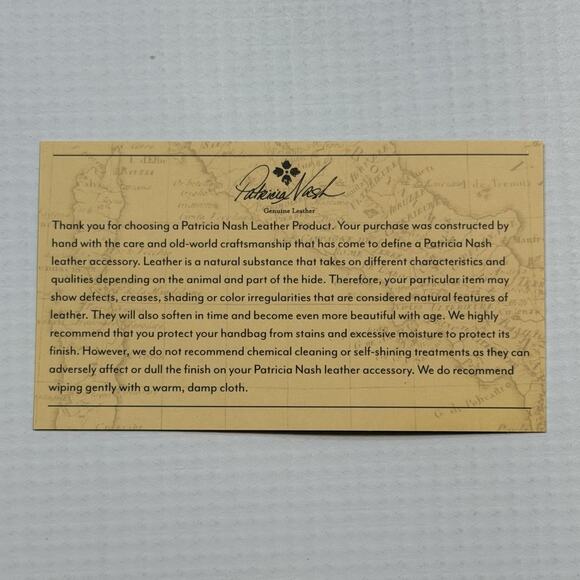 Patricia Nash
Genuine Leather
Thank you for choosing a Patricia Nash Leather Product. Your purchase was constructed by
hand with the care and old-world craftsmanship that has come to define a Patricia Nash
leather accessory. Leather is a natural substance that takes on different characteristics and
qualities depending on the animal and part of the hide. Therefore, your particular item may
show defects, creases, shading or color irregularities that are considered natural features of
leather. They will also soften in time and become even more beautiful with age. We highly
recommend that you protect your handbag from stains and excessive moisture to protect its
finish. However, we do not recommend chemical cleaning or self-shining treatments as they can
adversely affect or dull the finish on your Patricia Nash leather accessory. We do recommend
wiping gently with a warm, damp cloth.